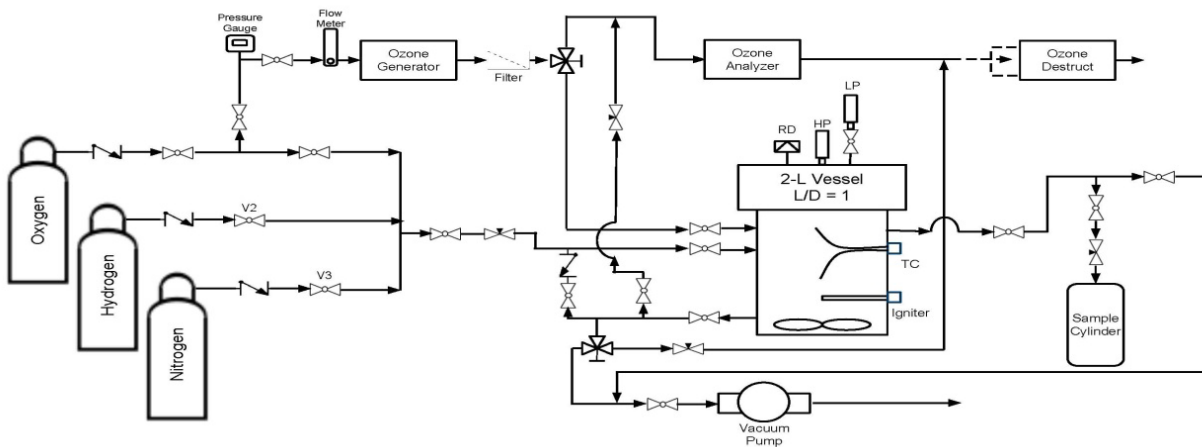 Pressure
Gauge
Flow
Meter
Ozone
Generator
Filter
Ozone
Analyzer
Ozone
Destruct
LP
RD
HP
2-L Vessel
L/D = 1
Oxygen
V2
Hydrogen
V3
Nitrogen
TC
Igniter
Sample
Cylinder
Vacuum
Pump